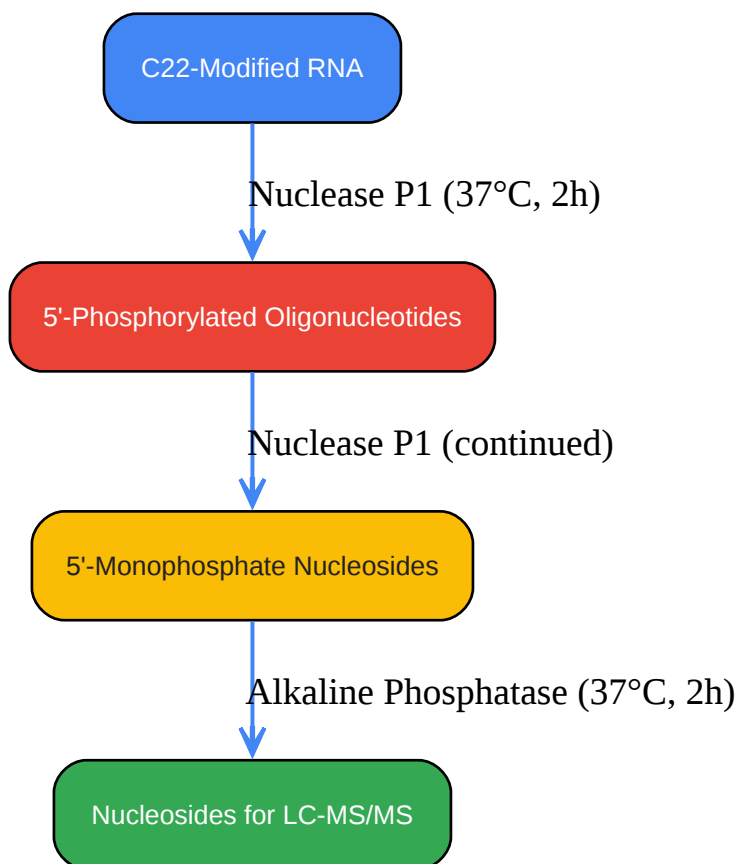 C22-Modified RNA
Nuclease P1 (37°C, 2h)
5'-Phosphorylated Oligonucleotides
Nuclease P1 (continued)
5'-Monophosphate Nucleosides
Alkaline Phosphatase (37°C, 2h)
Nucleosides for LC-MS/MS